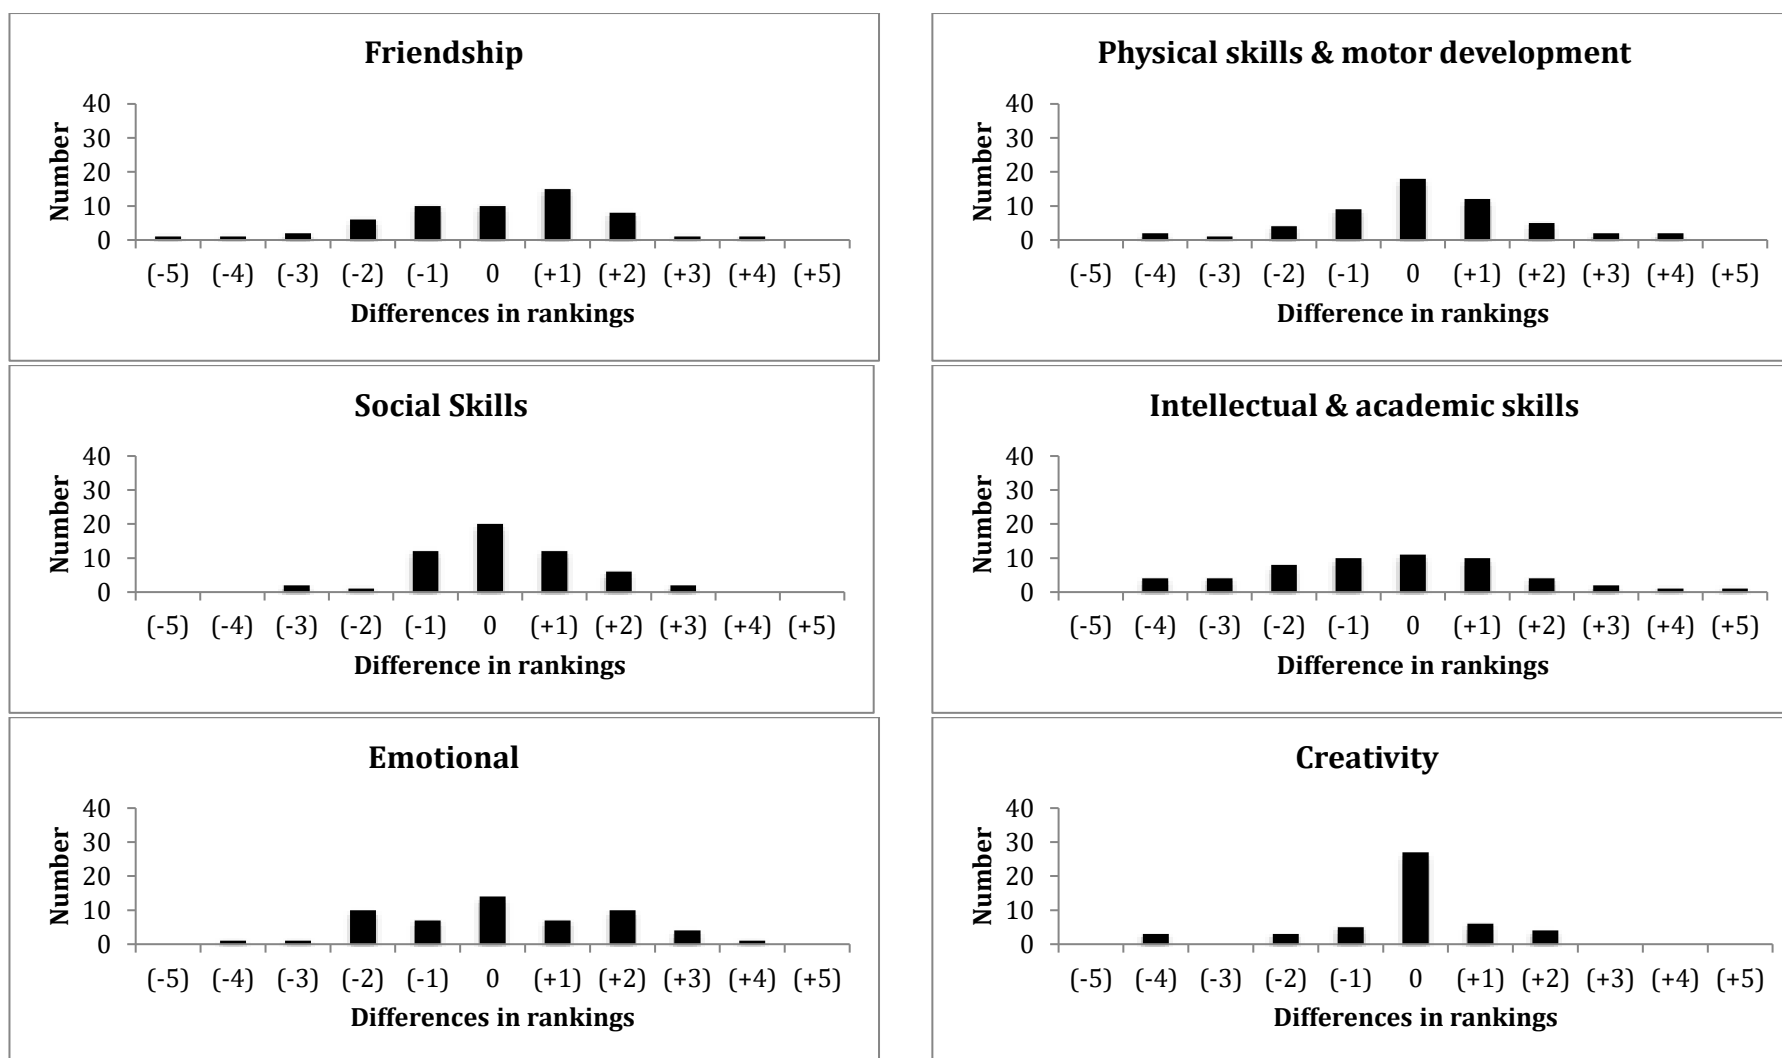 Friendship
40
30
20
10
0
Number
(-5) (-4) (-3) (-2) (-1) 0 (+1) (+2) (+3) (+4) (+5)
Differences in rankings
Physical skills & motor development
40
30
20
10
0
Number
(-5) (-4) (-3) (-2) (-1) 0 (+1) (+2) (+3) (+4) (+5)
Difference in rankings
Social Skills
40
30
20
10
0
Number
(-5) (-4) (-3) (-2) (-1) 0 (+1) (+2) (+3) (+4) (+5)
Difference in rankings
Intellectual & academic skills
40
30
20
10
0
Number
(-5) (-4) (-3) (-2) (-1) 0 (+1) (+2) (+3) (+4) (+5)
Difference in rankings
Emotional
40
30
20
10
0
Number
(-5) (-4) (-3) (-2) (-1) 0 (+1) (+2) (+3) (+4) (+5)
Differences in rankings
Creativity
40
30
20
10
0
Number
(-5) (-4) (-3) (-2) (-1) 0 (+1) (+2) (+3) (+4) (+5)
Differences in rankings